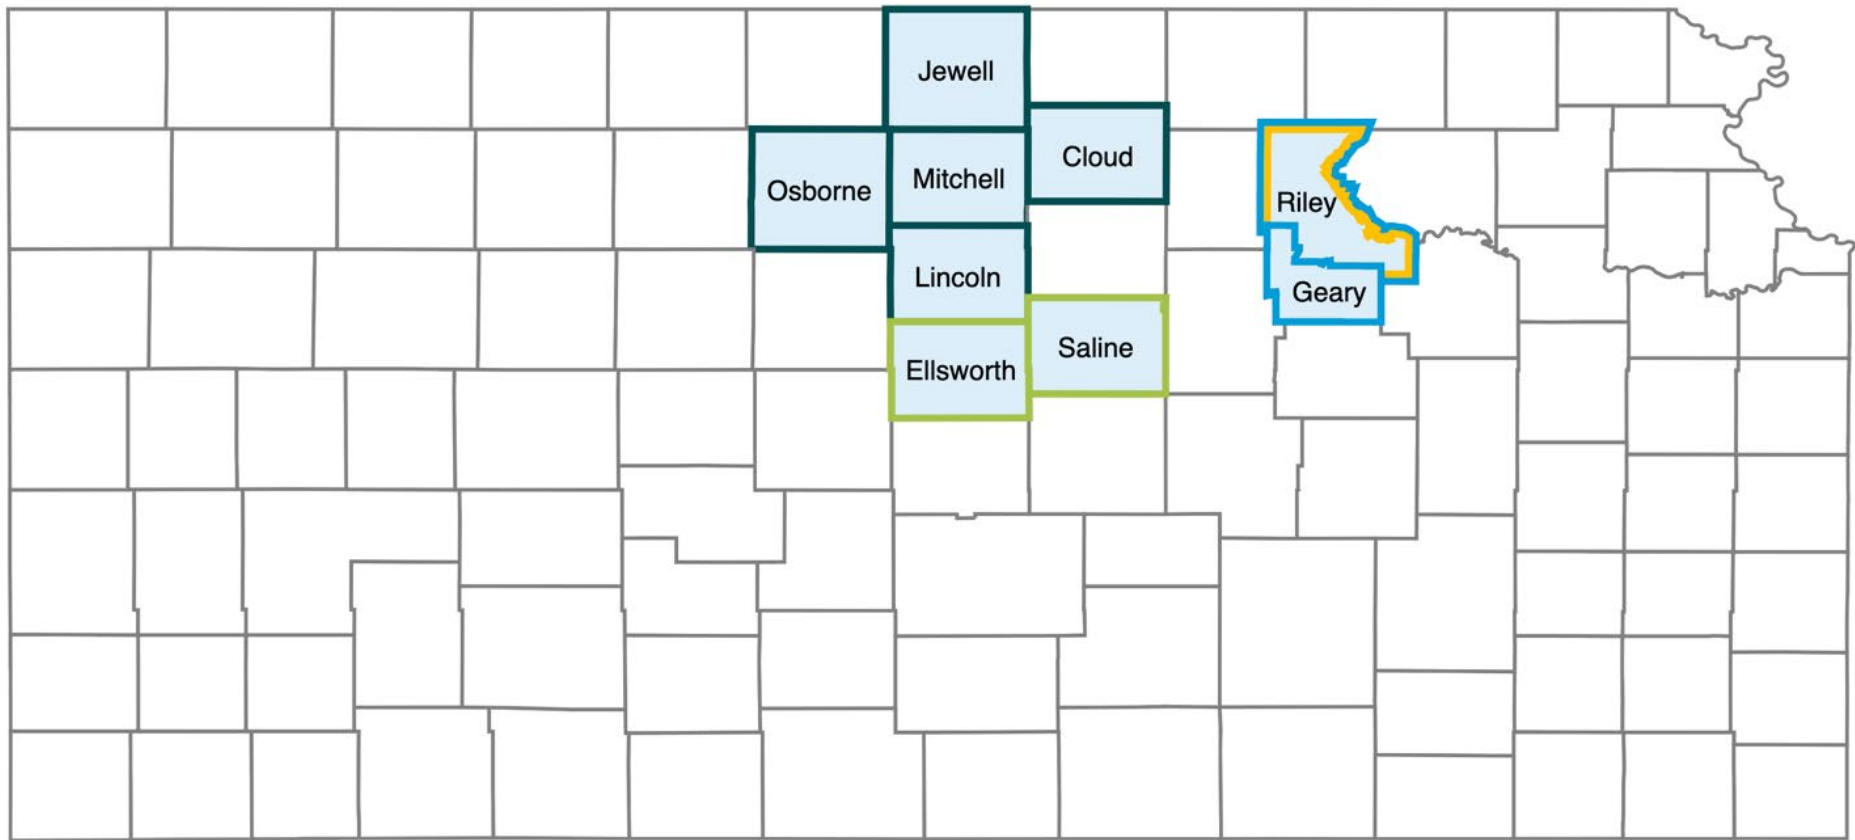 Jewell
Cloud
Mitchell
Osborne
Riley
Lincoln
Geary
Saline
Ellsworth